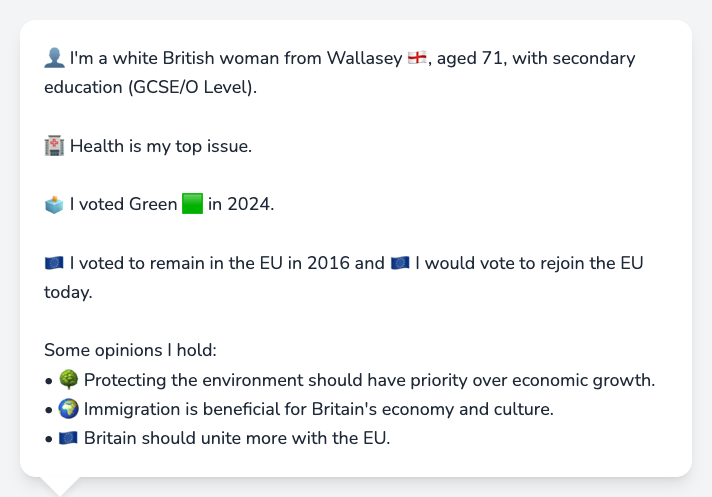 👤 I'm a white British woman from Wallasey 🏴󠁧󠁢󠁥󠁮󠁧󠁿, aged 71, with secondary
education (GCSE/O Level).
🏥 Health is my top issue.
🗳️ I voted Green 🟩 in 2024.
🇪🇺 I voted to remain in the EU in 2016 and 🇪🇺 I would vote to rejoin the EU
today.
Some opinions I hold:
• 🌳 Protecting the environment should have priority over economic growth.
• 🌍 Immigration is beneficial for Britain's economy and culture.
• 🇪🇺 Britain should unite more with the EU.